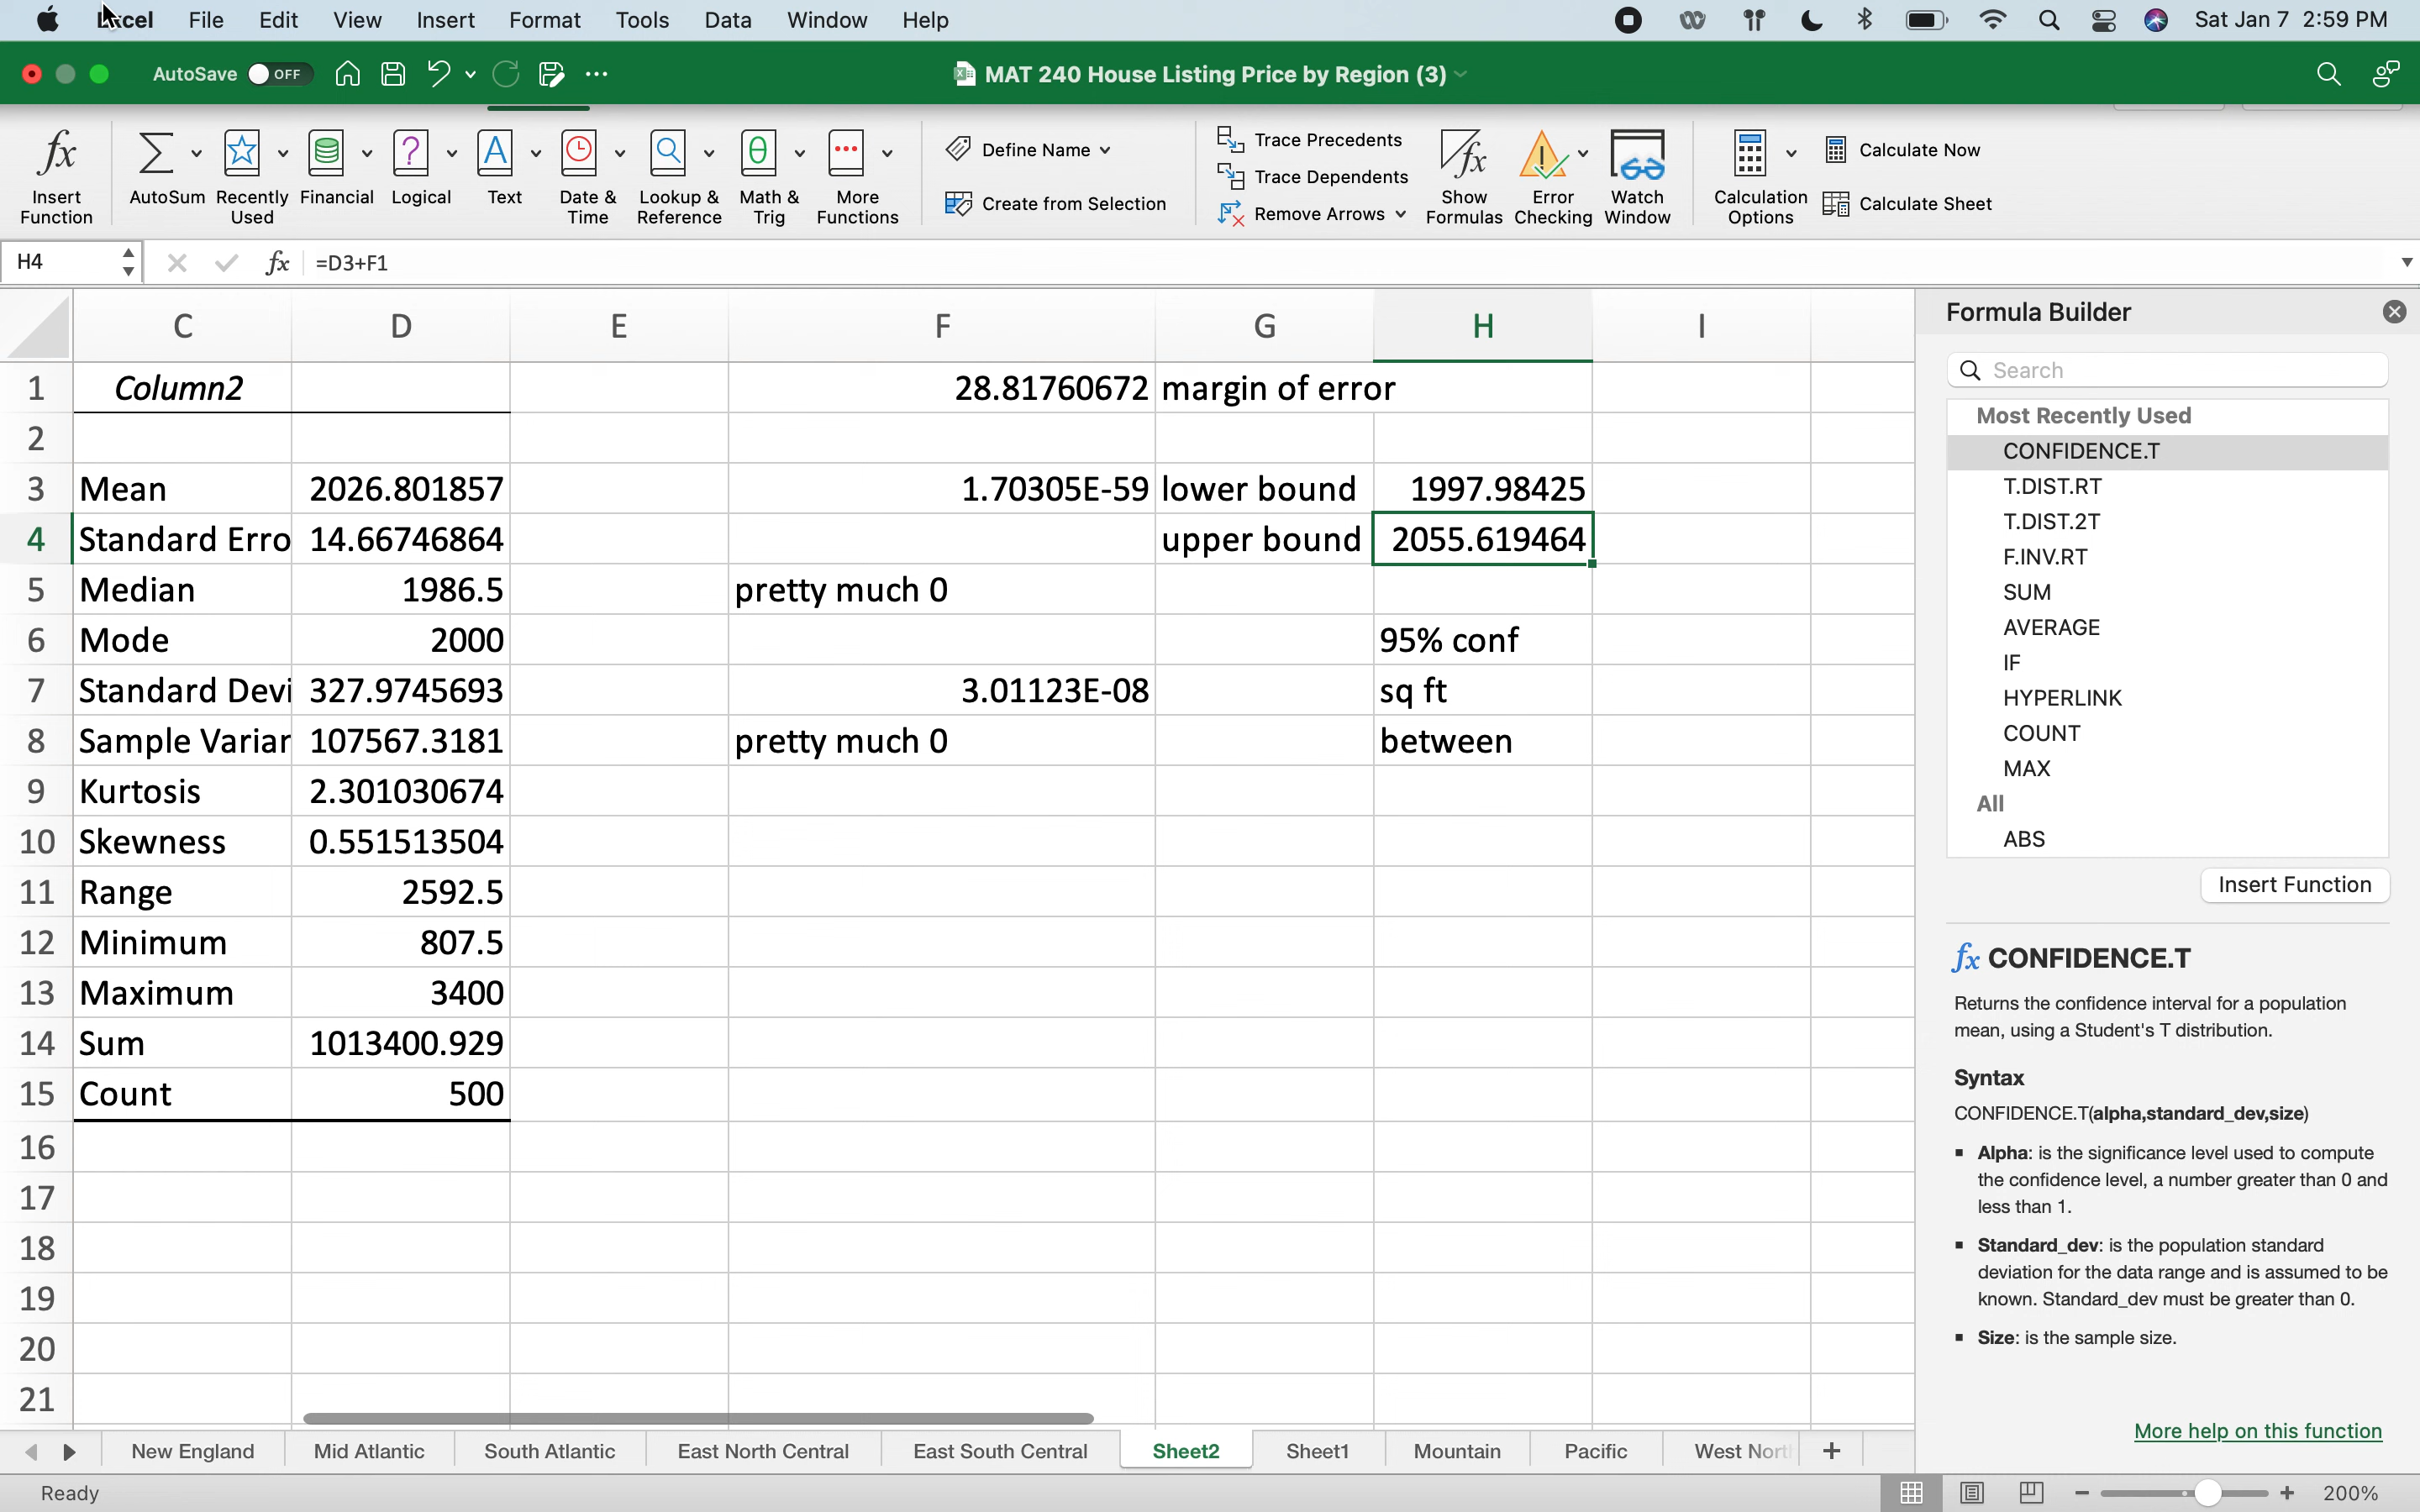 Excel File Edit View Insert Format Tools Data Window Help Sat Jan 7 2:59 PM
AutoSave OFF MAT 240 House Listing Price by Region (3)
Insert Function AutoSum Recently Used Financial Logical Text Date & Time Lookup & Reference Math & Trig More Functions
Define Name
Create from Selection
Trace Precedents
Trace Dependents
Remove Arrows
Show Formulas Error Checking Watch Window Calculation Options
Calculate Now
Calculate Sheet
H4 fx =D3+F1
C D E F G H I
1 Column2 28.81760672 margin of error
2
3 Mean 2026.801857 1.70305E-59 lower bound 1997.98425
4 Standard Erro 14.66746864 upper bound 2055.619464
5 Median 1986.5 pretty much 0
6 Mode 2000 95% conf
7 Standard Devi 327.9745693 3.01123E-08 sq ft
8 Sample Variar 107567.3181 pretty much 0 between
9 Kurtosis 2.301030674
10 Skewness 0.551513504
11 Range 2592.5
12 Minimum 807.5
13 Maximum 3400
14 Sum 1013400.929
15 Count 500
16
17
18
19
20
21
Formula Builder
Search
Most Recently Used
CONFIDENCE.T
T.DIST.RT
T.DIST.2T
F.INV.RT
SUM
AVERAGE
IF
HYPERLINK
COUNT
MAX
All
ABS
Insert Function
fx CONFIDENCE.T
Returns the confidence interval for a population
mean, using a Student's T distribution.
Syntax
CONFIDENCE.T(alpha,standard_dev,size)
▪ Alpha: is the significance level used to compute
the confidence level, a number greater than 0 and
less than 1.
▪ Standard_dev: is the population standard
deviation for the data range and is assumed to be
known. Standard_dev must be greater than 0.
▪ Size: is the sample size.
More help on this function
New England Mid Atlantic South Atlantic East North Central East South Central Sheet2 Sheet1 Mountain Pacific West Nort +
Ready 200%